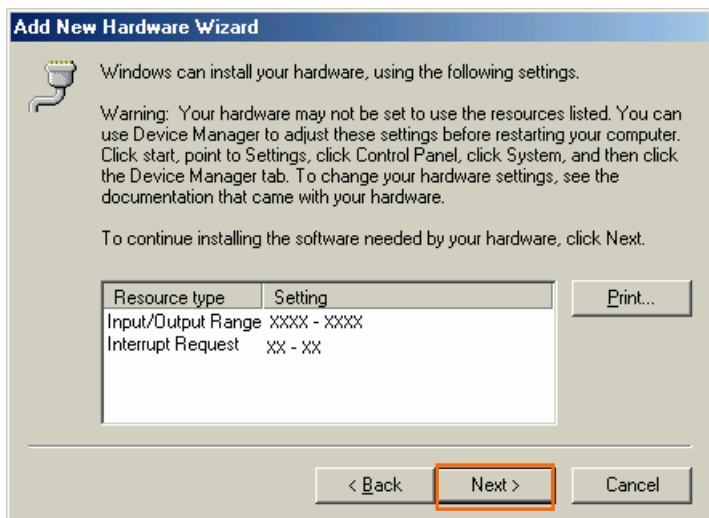 Add New Hardware Wizard
Windows can install your hardware, using the following settings.
Warning: Your hardware may not be set to use the resources listed. You can
use Device Manager to adjust these settings before restarting your computer.
Click start, point to Settings, click Control Panel, click System, and then click
the Device Manager tab. To change your hardware settings, see the
documentation that came with your hardware.
To continue installing the software needed by your hardware, click Next.
Resource type Setting
Input/Output Range XXXX - XXXX
Interrupt Request XX - XX
Print...
< Back Next > Cancel